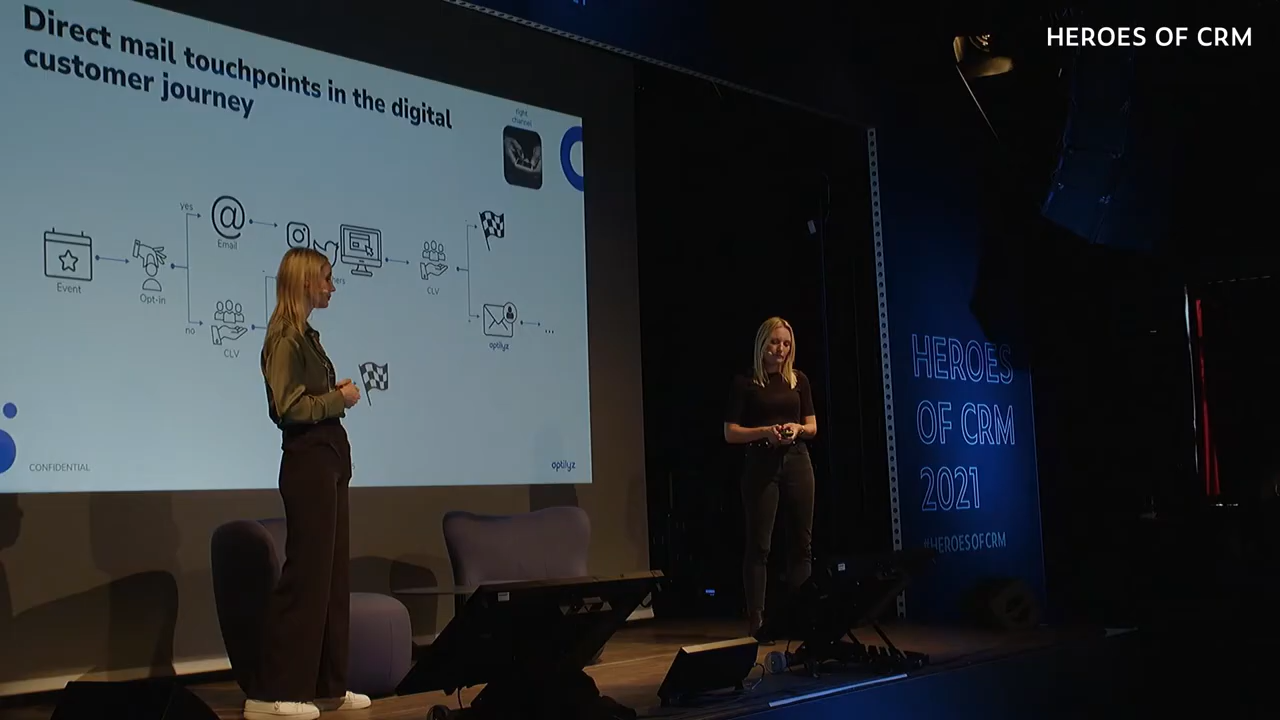 HEROES OF CRM
Direct mail touchpoints in the digital
customer journey
right
channel
yes
Email
Event
Opt-in
CLV
no
CLV
optilyz
...
CONFIDENTIAL
optilyz
HEROES
OF CRM
2021
#HEROESOFCRM